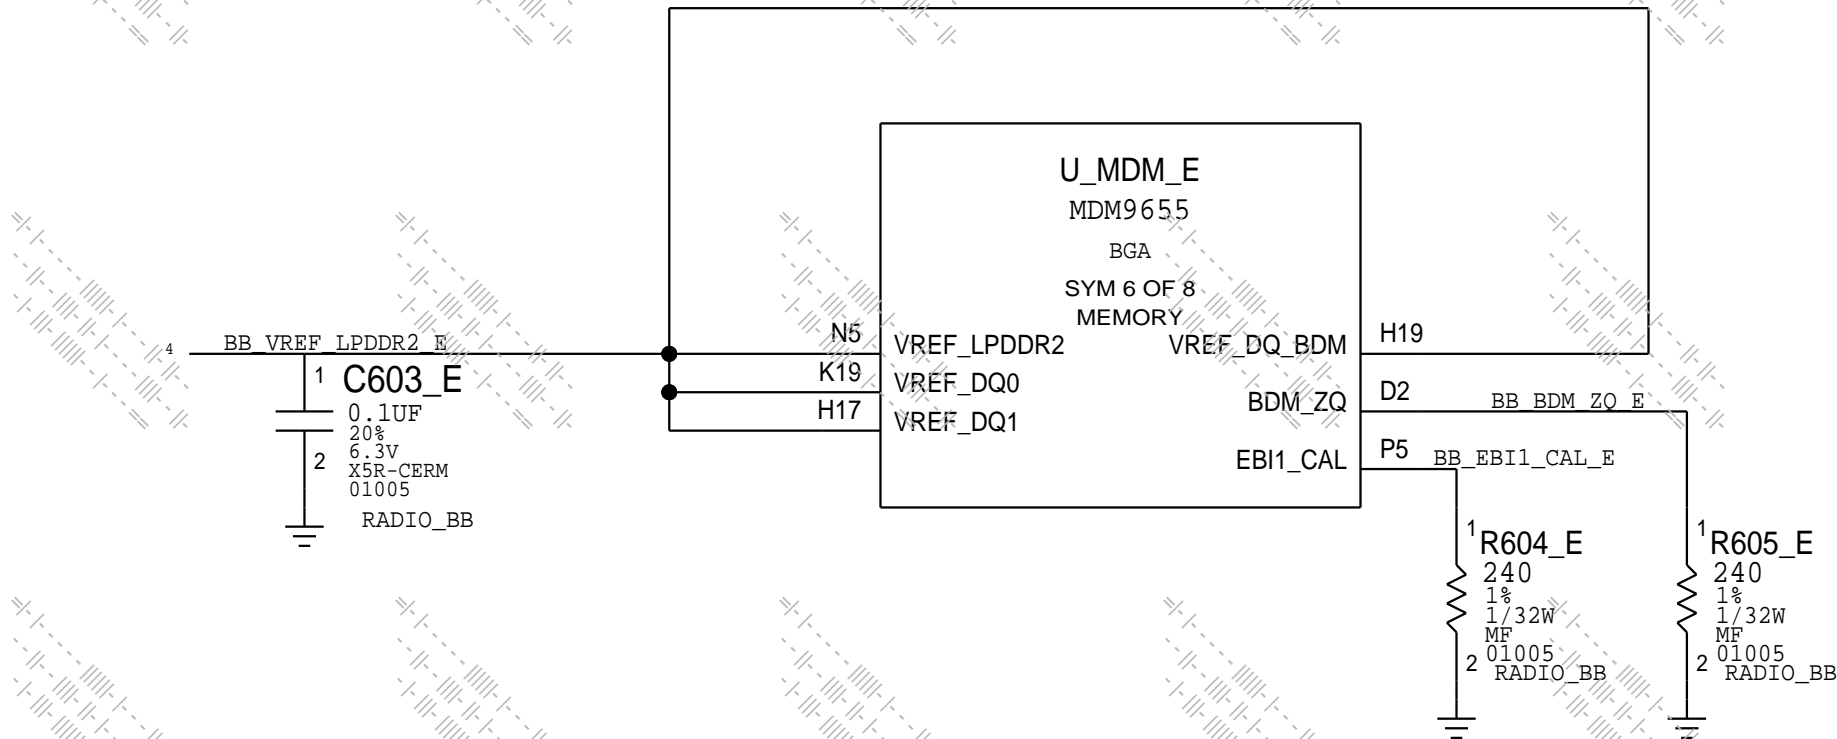 U_MDM_E
MDM9655
BGA
SYM 6 OF 8
MEMORY
4
BB_VREF_LPDDR2_E
N5
VREF_LPDDR2
VREF_DQ_BDM
H19
K19
VREF_DQ0
H17
VREF_DQ1
BDM_ZQ
D2
BB_BDM_ZQ_E
EBI1_CAL
P5
BB_EBI1_CAL_E
1
C603_E
0.1UF
20%
6.3V
2
X5R-CERM
01005
RADIO_BB
1
R604_E
240
1%
1/32W
MF
01005
2
RADIO_BB
1
R605_E
240
1%
1/32W
MF
01005
2
RADIO_BB